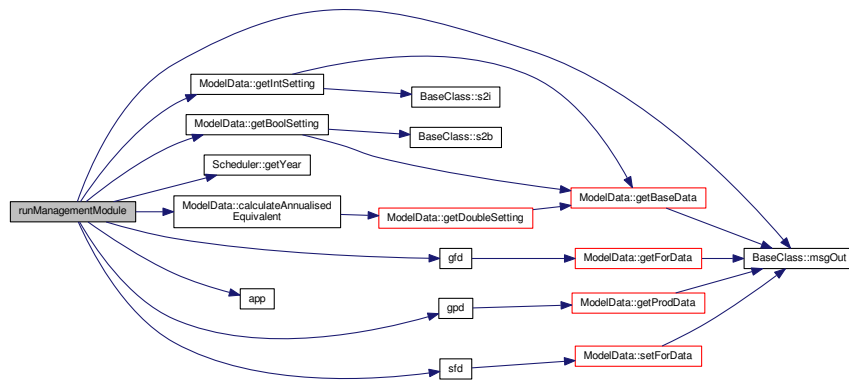 runManagementModule
ModelData::getIntSetting
ModelData::getBoolSetting
Scheduler::getYear
ModelData::calculateAnnualised
Equivalent
app
BaseClass::s2i
BaseClass::s2b
ModelData::getDoubleSetting
gfd
gpd
sfd
ModelData::getBaseData
ModelData::getForData
ModelData::getProdData
ModelData::setForData
BaseClass::msgOut